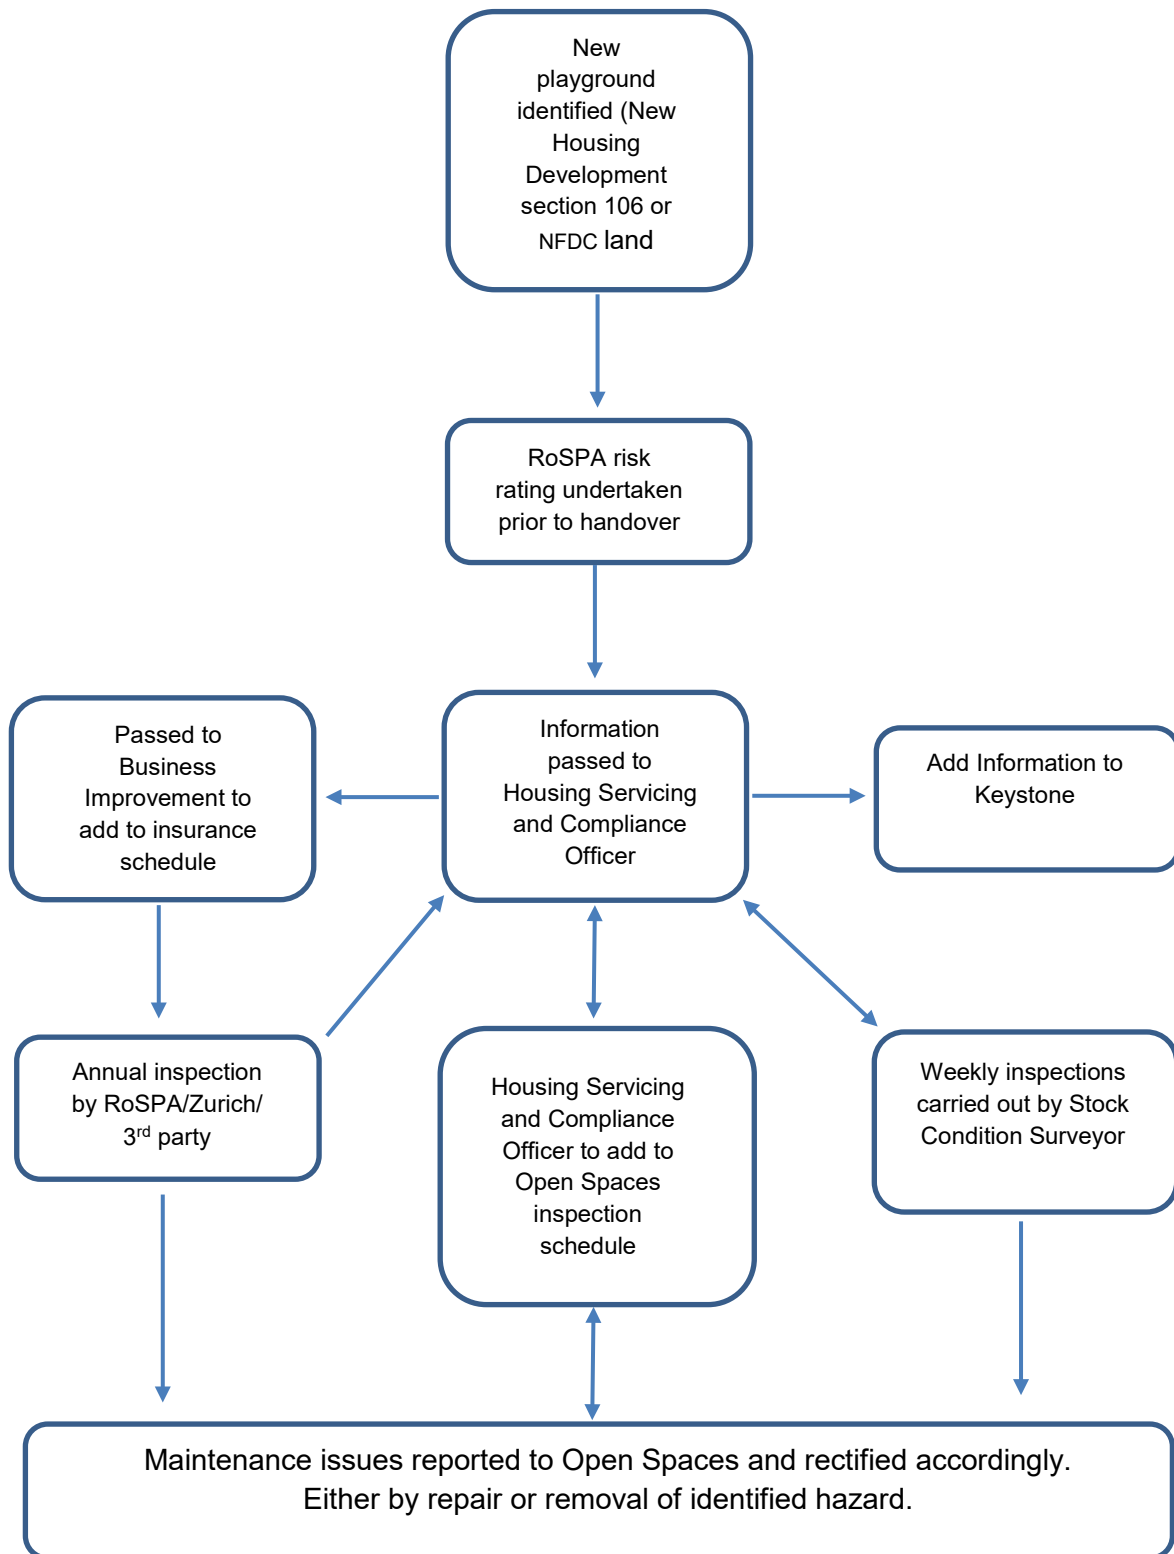 New
playground
identified (New
Housing
Development
section 106 or
NFDC land
RoSPA risk
rating undertaken
prior to handover
Passed to
Business
Improvement to
add to insurance
schedule
Information
passed to
Housing Servicing
and Compliance
Officer
Add Information to
Keystone
Annual inspection
by RoSPA/Zurich/
3rd party
Housing Servicing
and Compliance
Officer to add to
Open Spaces
inspection
schedule
Weekly inspections
carried out by Stock
Condition Surveyor
Maintenance issues reported to Open Spaces and rectified accordingly.
Either by repair or removal of identified hazard.